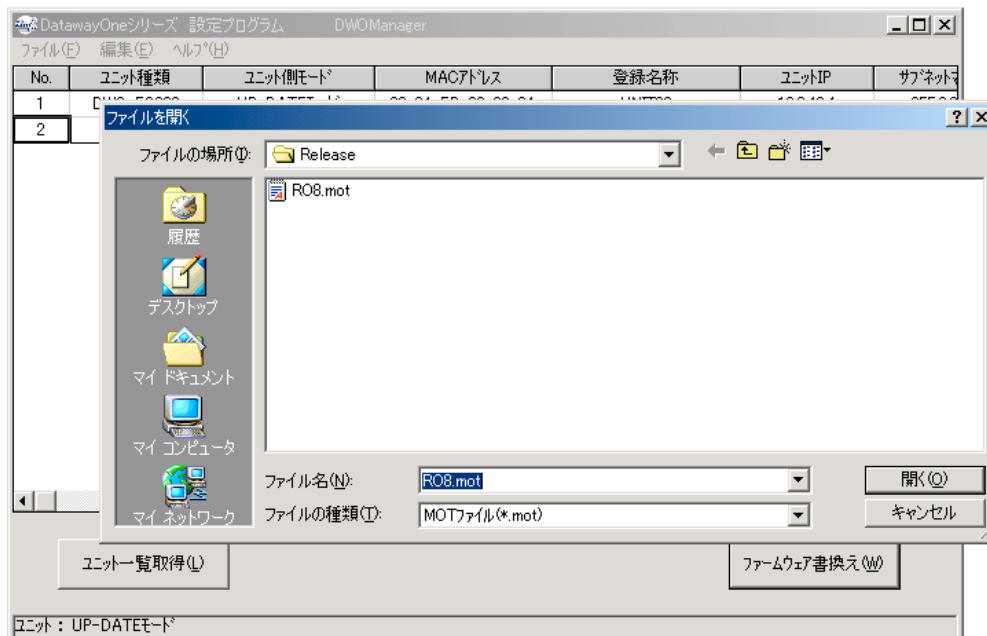 DatawayOneシリーズ 設定プログラム DWOManager
ファイル(F) 編集(E) ヘルプ(H)
No. ユニット種類 ユニット側モード MACアドレス 登録名称 ユニットIP サブネットマ
1
2
ファイルを開く
ファイルの場所(I): Release
RO8.mot
履歴
デスクトップ
マイ ドキュメント
マイ コンピュータ
マイ ネットワーク
ファイル名(N): RO8.mot 開く(O)
ファイルの種類(T): MOTファイル(*.mot) キャンセル
ユニット一覧取得(L) ファームウェア書換え(W)
ユニット : UP-DATEモード